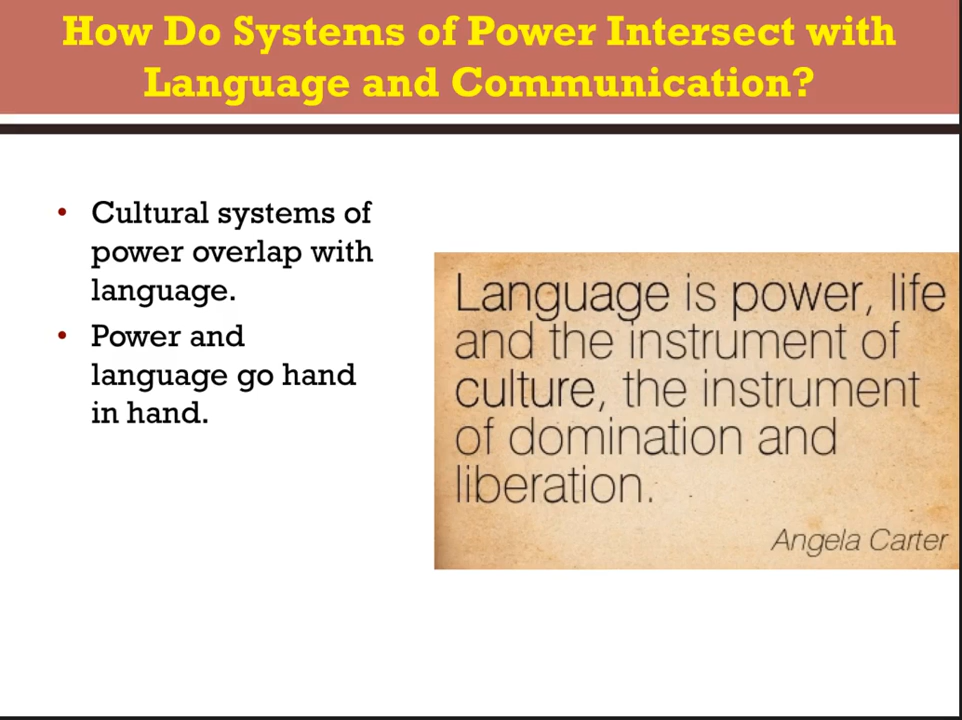 How Do Systems of Power Intersect with
Language and Communication?
• Cultural systems of
power overlap with
language.
• Power and
language go hand
in hand.
Language is power, life
and the instrument of
culture, the instrument
of domination and
liberation.
Angela Carter